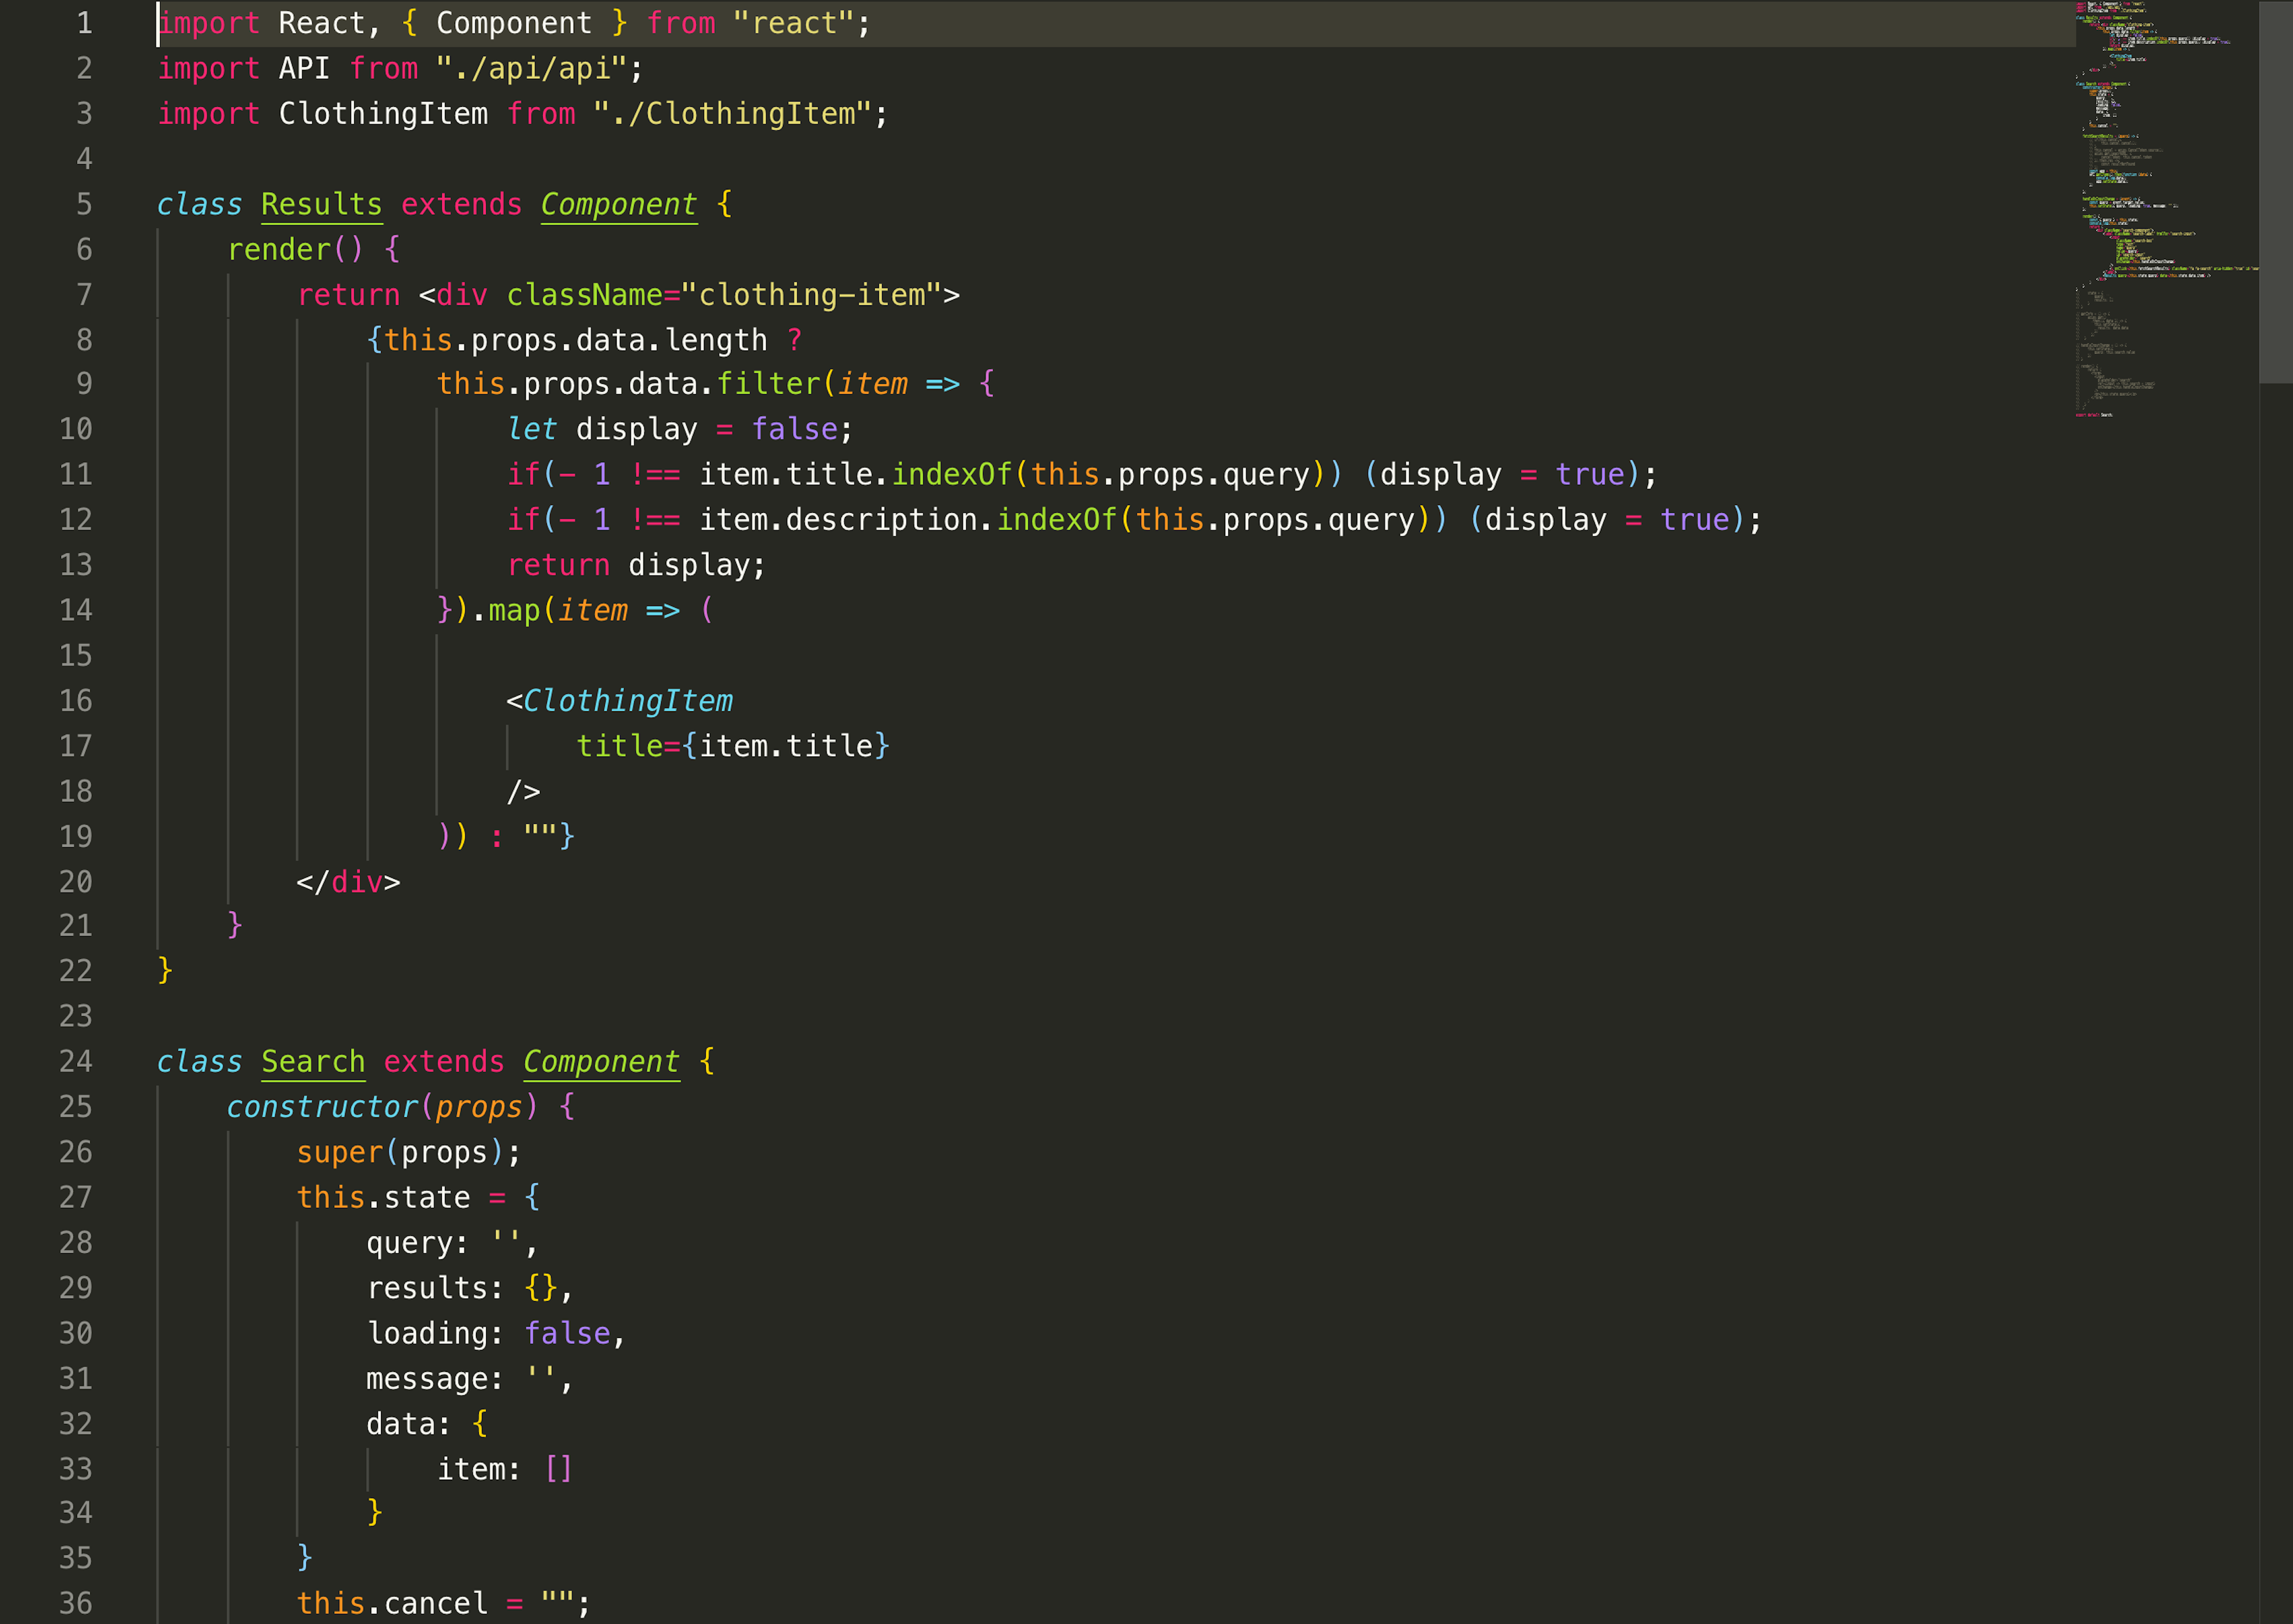 1 import React, { Component } from "react";
2 import API from "./api/api";
3 import ClothingItem from "./ClothingItem";
4
5 class Results extends Component {
6 render() {
7 return <div className="clothing-item">
8 {this.props.data.length ?
9 this.props.data.filter(item => {
10 let display = false;
11 if(- 1 !== item.title.indexOf(this.props.query)) (display = true);
12 if(- 1 !== item.description.indexOf(this.props.query)) (display = true);
13 return display;
14 }).map(item => (
15
16 <ClothingItem
17 title={item.title}
18 />
19 )) : ""}
20 </div>
21 }
22 }
23
24 class Search extends Component {
25 constructor(props) {
26 super(props);
27 this.state = {
28 query: '',
29 results: {},
30 loading: false,
31 message: '',
32 data: {
33 item: []
34 }
35 }
36 this.cancel = "";